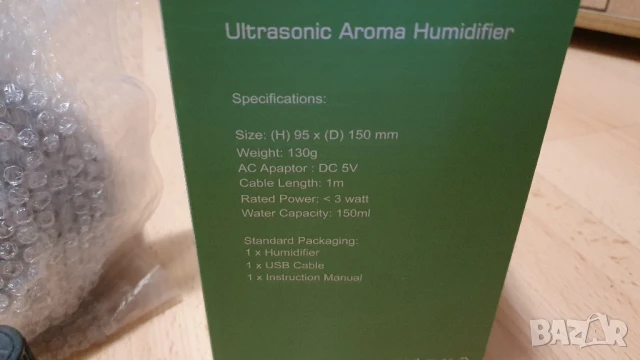 Ultrasonic Aroma Humidifier
Specifications:
Size: (H) 95 x (D) 150 mm
Weight: 130g
AC Apaptor : DC 5V
Cable Length: 1m
Rated Power: < 3 watt
Water Capacity: 150ml
Standard Packaging:
1 x Humidifier
1 x USB Cable
1 x Instruction Manual
BAZAR
.bg